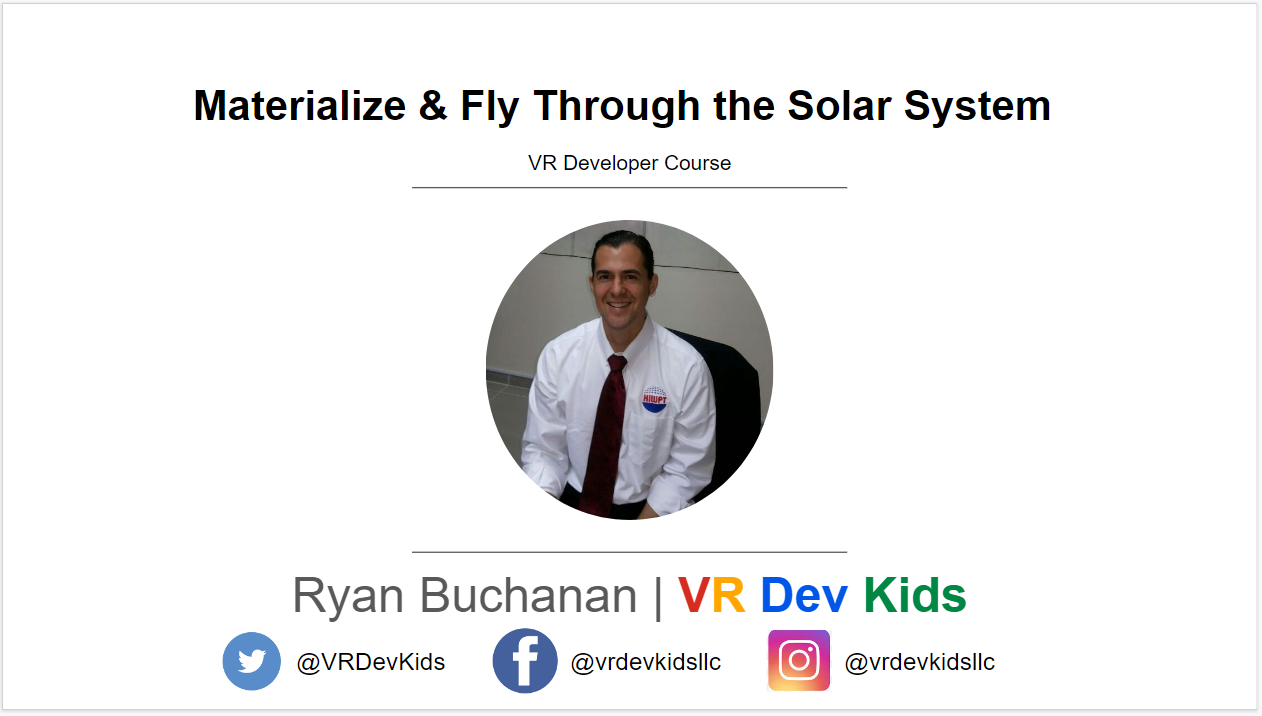 Materialize & Fly Through the Solar System
VR Developer Course
HIWPT
Ryan Buchanan | VR Dev Kids
@VRDevKids @vrdevkidsllc @vrdevkidsllc